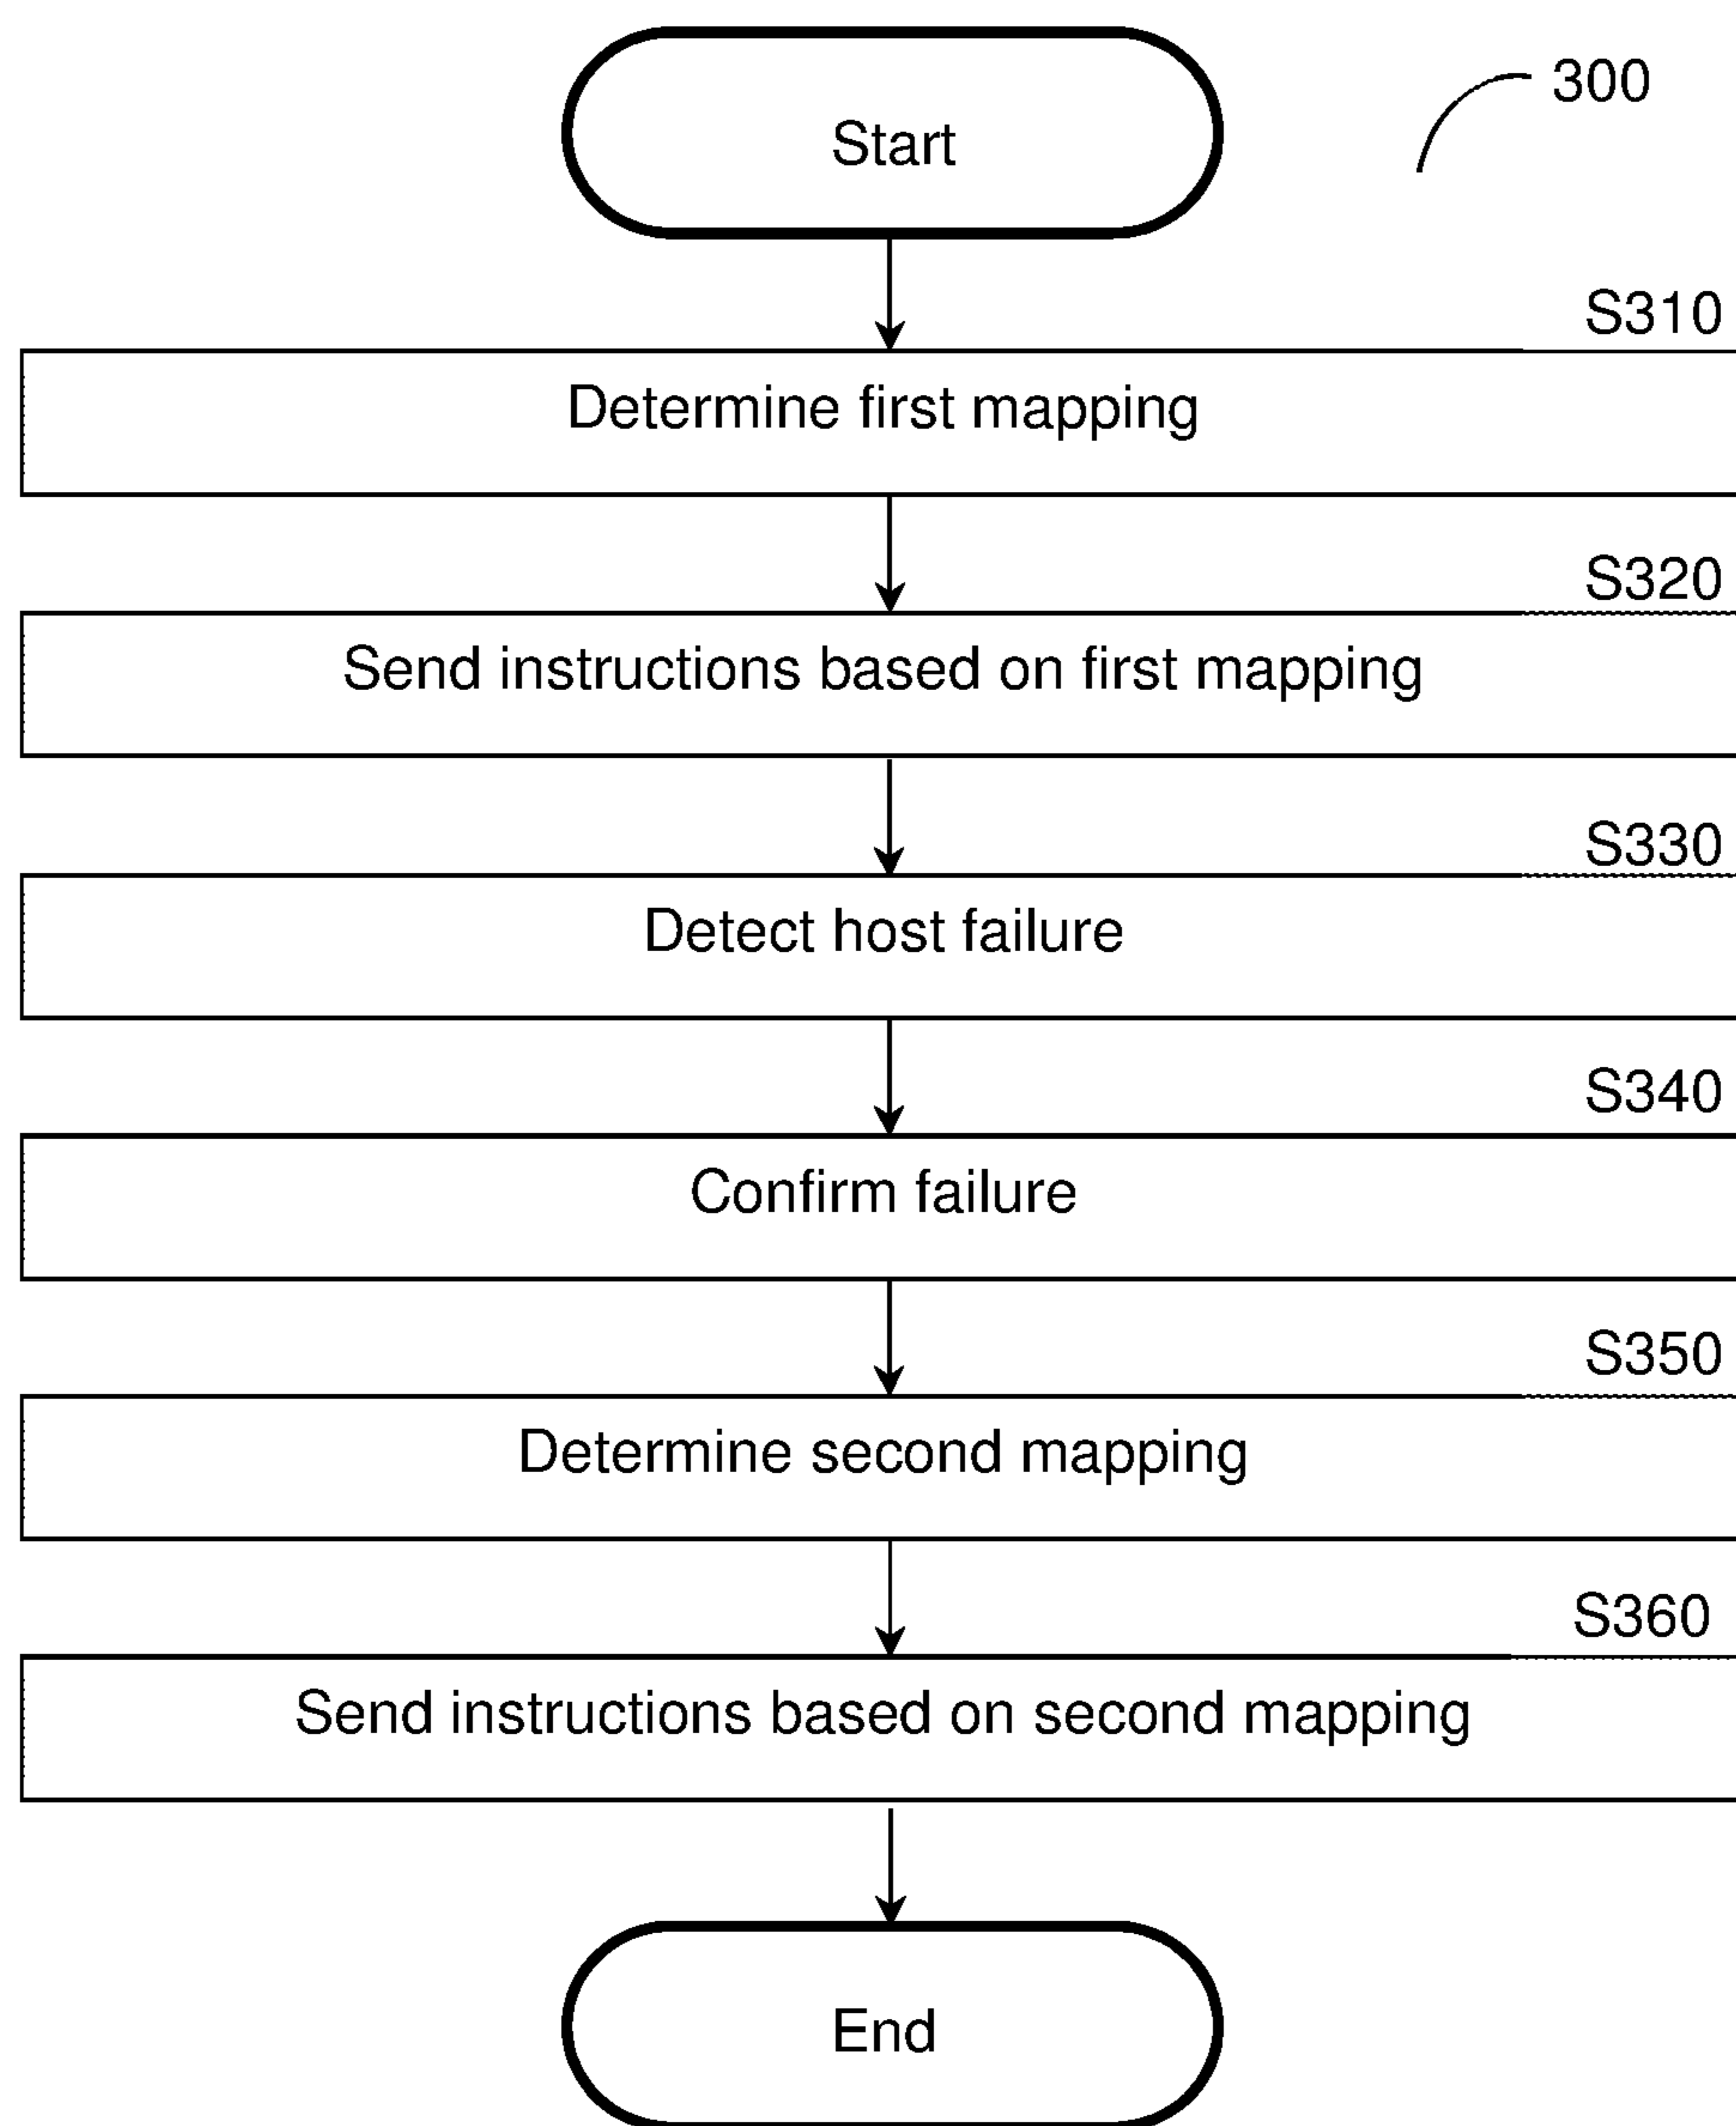 300
Start
S310
Determine first mapping
S320
Send instructions based on first mapping
S330
Detect host failure
S340
Confirm failure
S350
Determine second mapping
S360
Send instructions based on second mapping
End